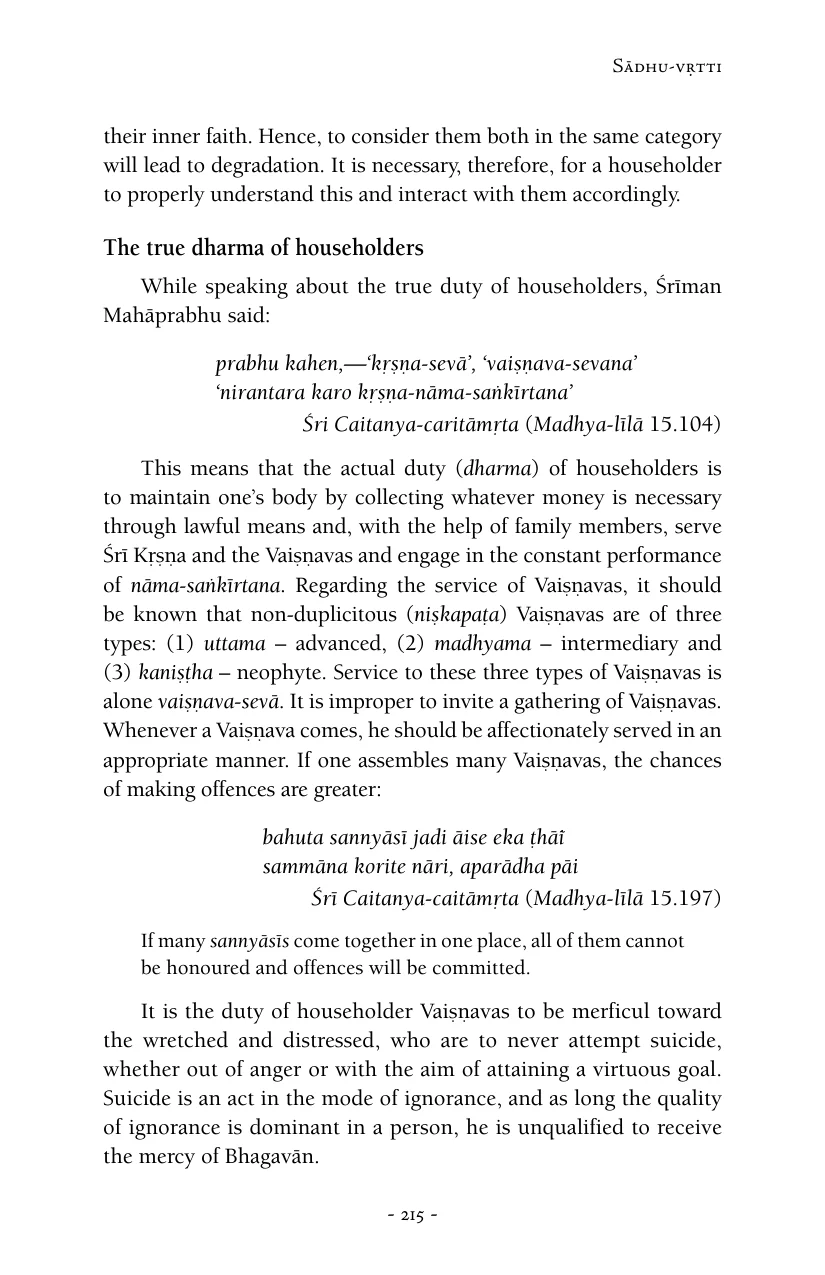 Sādhu-vṛtti
their inner faith. Hence, to consider them both in the same category
will lead to degradation. It is necessary, therefore, for a householder
to properly understand this and interact with them accordingly.
The true dharma of householders
While speaking about the true duty of householders, Śrīman
Mahāprabhu said:
prabhu kahen,—‘kṛṣṇa-sevā’, ‘vaiṣṇava-sevana’
‘nirantara karo kṛṣṇa-nāma-saṅkīrtana’
Śri Caitanya-caritāmṛta (Madhya-līlā 15.104)
This means that the actual duty (dharma) of householders is
to maintain one’s body by collecting whatever money is necessary
through lawful means and, with the help of family members, serve
Śrī Kṛṣṇa and the Vaiṣṇavas and engage in the constant performance
of nāma-saṅkīrtana. Regarding the service of Vaiṣṇavas, it should
be known that non-duplicitous (niṣkapaṭa) Vaiṣṇavas are of three
types: (1) uttama – advanced, (2) madhyama – intermediary and
(3) kaniṣṭha – neophyte. Service to these three types of Vaiṣṇavas is
alone vaiṣṇava-sevā. It is improper to invite a gathering of Vaiṣṇavas.
Whenever a Vaiṣṇava comes, he should be affectionately served in an
appropriate manner. If one assembles many Vaiṣṇavas, the chances
of making offences are greater:
bahuta sannyāsī jadi āise eka ṭhāĩ
sammāna korite nāri, aparādha pāi
Śrī Caitanya-caitāmṛta (Madhya-līlā 15.197)
If many sannyāsīs come together in one place, all of them cannot
be honoured and offences will be committed.
It is the duty of householder Vaiṣṇavas to be merficul toward
the wretched and distressed, who are to never attempt suicide,
whether out of anger or with the aim of attaining a virtuous goal.
Suicide is an act in the mode of ignorance, and as long the quality
of ignorance is dominant in a person, he is unqualified to receive
the mercy of Bhagavān.
- 215 -